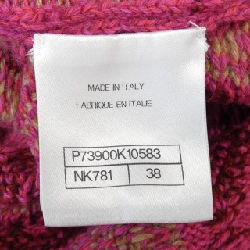 MADE IN ITALY
FABRIQUE EN ITALIE
P73900K10583
NK781 38